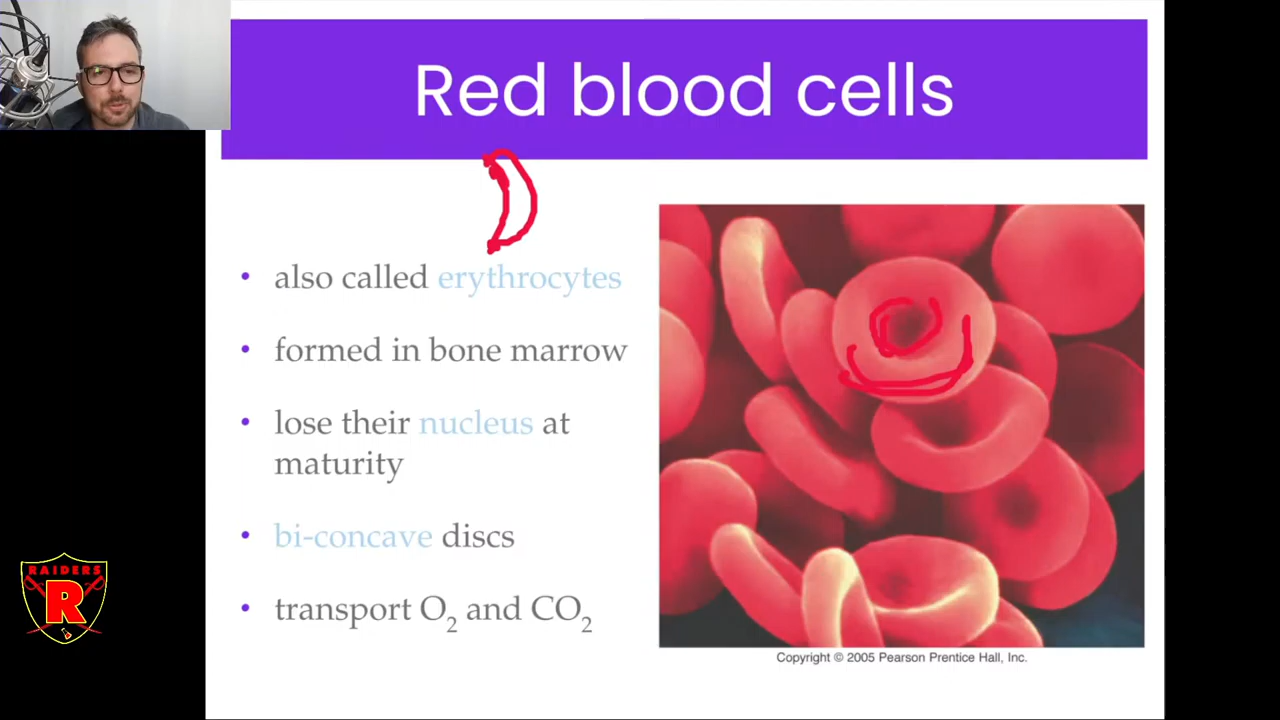 Red blood cells
• also called erythrocytes
• formed in bone marrow
• lose their nucleus at
maturity
• bi-concave discs
• transport O₂ and CO₂
RAIDERS
R
Copyright © 2005 Pearson Prentice Hall, Inc.